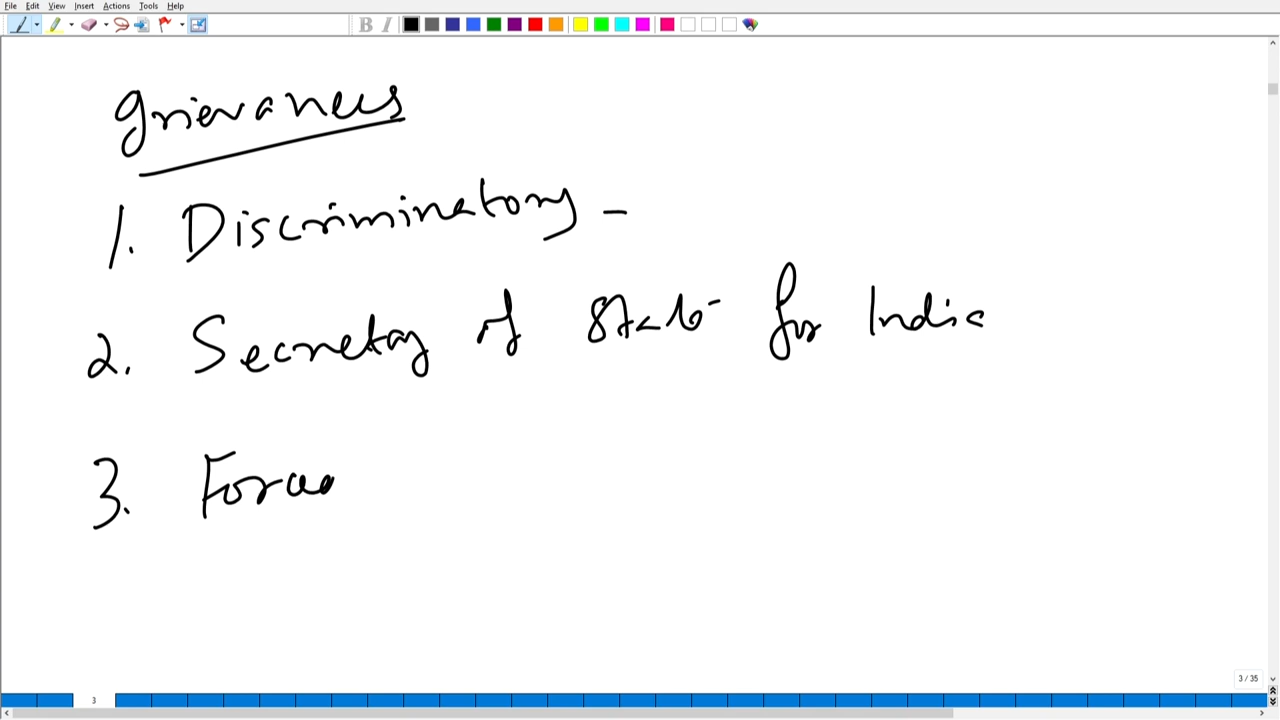 File Edit View Insert Actions Tools Help
B I
Grievances
1. Discriminatory -
2. Secretary of State for India
3.
3 / 35
3